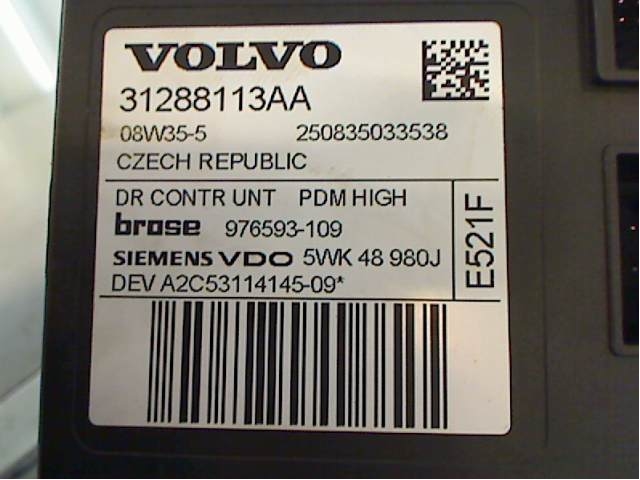 VOLVO
31288113AA
08W35-5 250835033538
CZECH REPUBLIC
DR CONTR UNT PDM HIGH
brose 976593-109
SIEMENS VDO 5WK 48 980J
DEV A2C53114145-09*
E521F